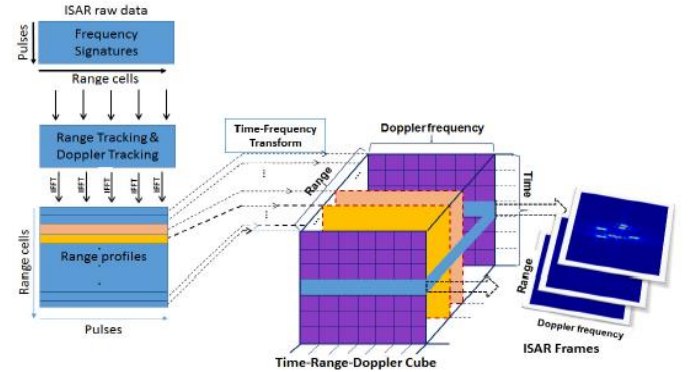 ISAR raw data
Pulses
Frequency
Signatures
Range cells
Range Tracking &
Doppler Tracking
IFFT
IFFT
IFFT
IFFT
IFFT
Range cells
Range profiles
Pulses
Time-Frequency
Transform
Doppler frequency
Range
Time
Time-Range-Doppler Cube
Range
Doppler frequency
ISAR Frames